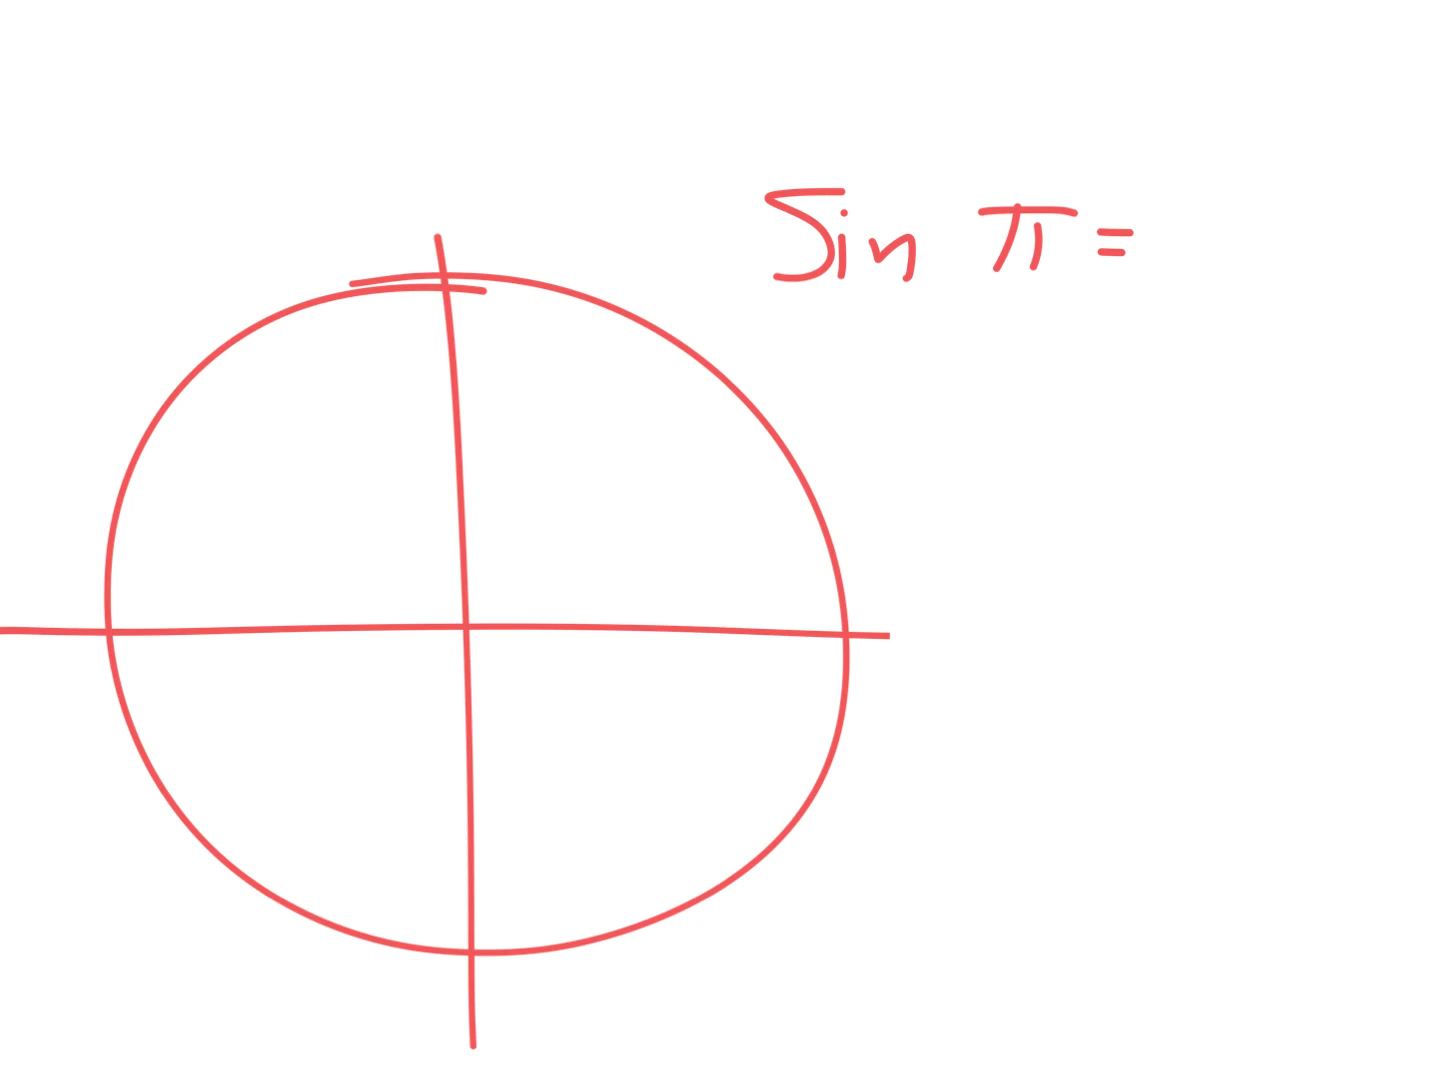 Sin π =